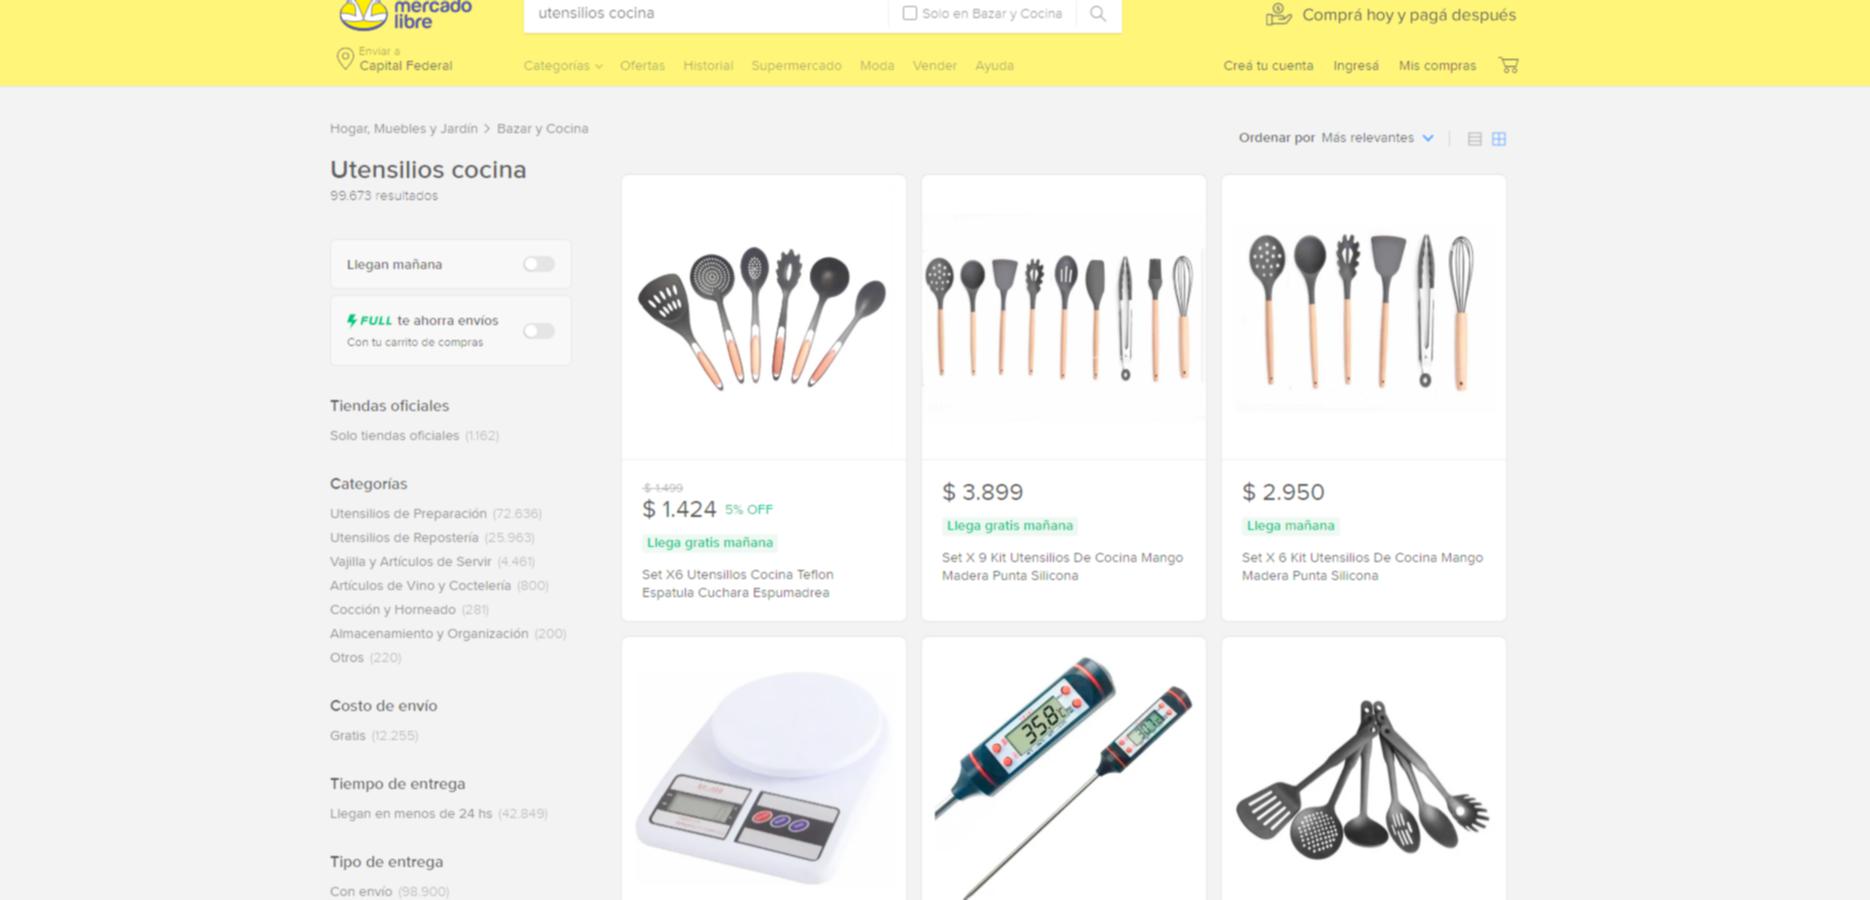 mercado
libre
utensilios cocina
Solo en Bazar y Cocina
Comprá hoy y pagá después
Enviar a
Capital Federal
Categorías
Ofertas
Historial
Supermercado
Moda
Vender
Ayuda
Creá tu cuenta
Ingresá
Mis compras
Hogar, Muebles y Jardín > Bazar y Cocina
Ordenar por Más relevantes
Utensilios cocina
99.673 resultados
Llegan mañana
FULL te ahorra envíos
Con tu carrito de compras
Tiendas oficiales
Solo tiendas oficiales (1.162)
Categorías
Utensilios de Preparación (72.636)
Utensilios de Repostería (25.963)
Vajilla y Artículos de Servir (4.461)
Artículos de Vino y Coctelería (800)
Cocción y Horneado (281)
Almacenamiento y Organización (200)
Otros (220)
Costo de envío
Gratis (12.255)
Tiempo de entrega
Llegan en menos de 24 hs (42.849)
Tipo de entrega
Con envío (98.900)
$ 1.499
$ 1.424 5% OFF
Llega gratis mañana
Set X6 Utensillos Cocina Teflon
Espatula Cuchara Espumadrea
$ 3.899
Llega gratis mañana
Set X 9 Kit Utensilios De Cocina Mango
Madera Punta Silicona
$ 2.950
Llega mañana
Set X 6 Kit Utensilios De Cocina Mango
Madera Punta Silicona
35.8°C